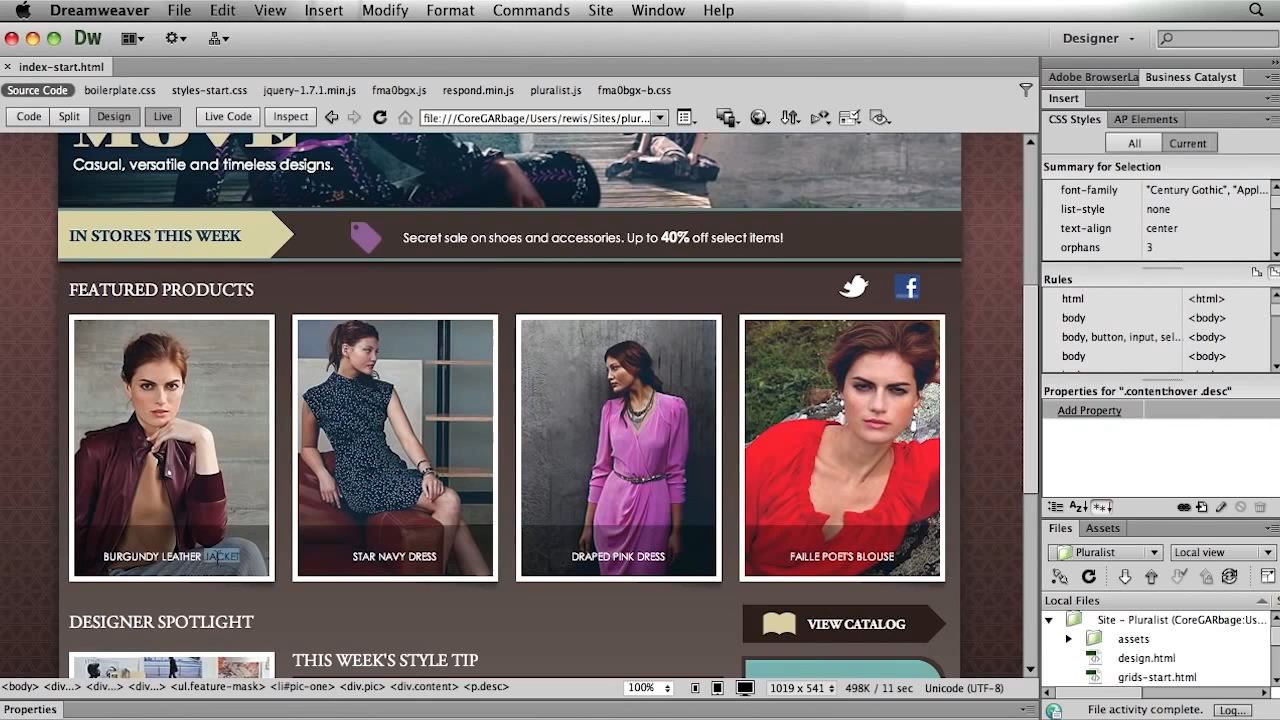 Dreamweaver File Edit View Insert Modify Format Commands Site Window Help
Dw Designer
× index-start.html
Source Code boilerplate.css styles-start.css jquery-1.7.1.min.js fma0bgx.js respond.min.js pluralist.js fma0bgx-b.css
Code Split Design Live Live Code Inspect file:///CoreGARbage/Users/rewis/Sites/plur...
MOVE
Casual, versatile and timeless designs.
IN STORES THIS WEEK
Secret sale on shoes and accessories. Up to 40% off select items!
FEATURED PRODUCTS
BURGUNDY LEATHER JACKET
STAR NAVY DRESS
DRAPED PINK DRESS
FAILLE POET'S BLOUSE
DESIGNER SPOTLIGHT
VIEW CATALOG
THIS WEEK'S STYLE TIP
<body> <div...> <div...> <div...> <ul.feature-mask> <li#pic-one> <div.pic> <div.content> <p.desc>
100% 1019 x 541 498K / 11 sec Unicode (UTF-8)
Properties
Adobe BrowserLa Business Catalyst
Insert
CSS Styles AP Elements
All Current
Summary for Selection
font-family "Century Gothic", "Appl...
list-style none
text-align center
orphans 3
Rules
html <html>
body <body>
body, button, input, sel... <body>
body <body>
Properties for ".content:hover .desc"
Add Property
Files Assets
Pluralist Local view
Local Files
Site - Pluralist (CoreGARbage:Us...
assets
design.html
grids-start.html
File activity complete. Log...